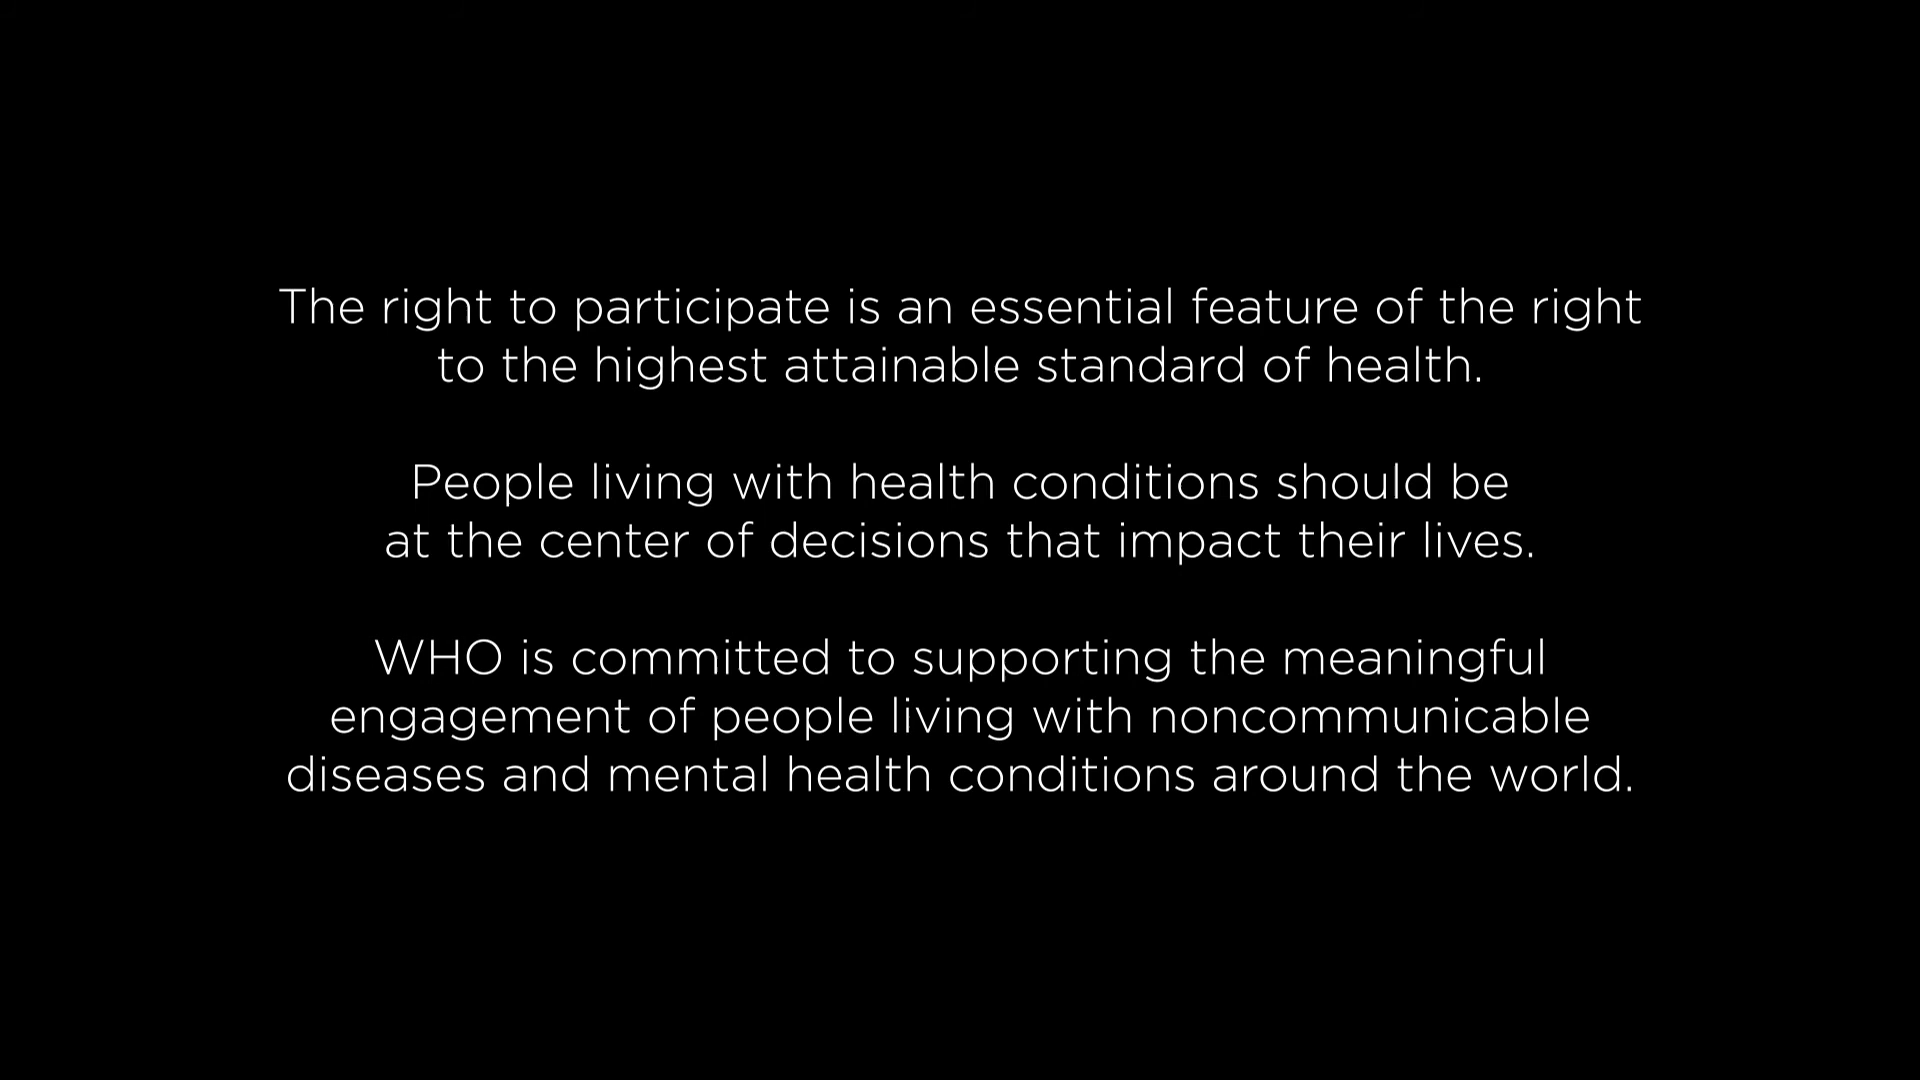 The right to participate is an essential feature of the right
to the highest attainable standard of health.
People living with health conditions should be
at the center of decisions that impact their lives.
WHO is committed to supporting the meaningful
engagement of people living with noncommunicable
diseases and mental health conditions around the world.